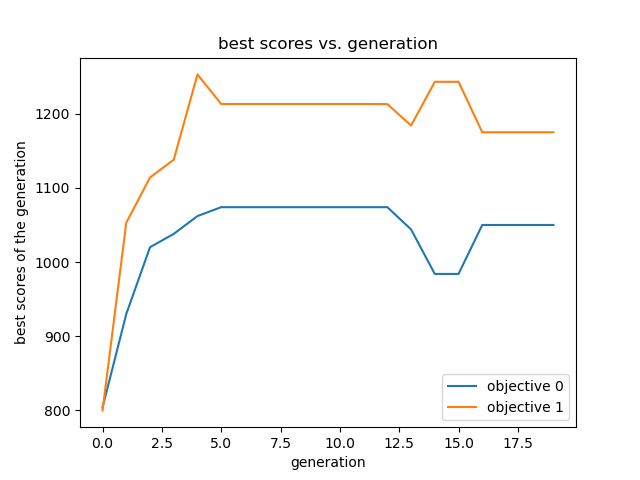 best scores vs. generation
best scores of the generation
1200
1100
1000
900
800
0.0 2.5 5.0 7.5 10.0 12.5 15.0 17.5
generation
objective 0
objective 1